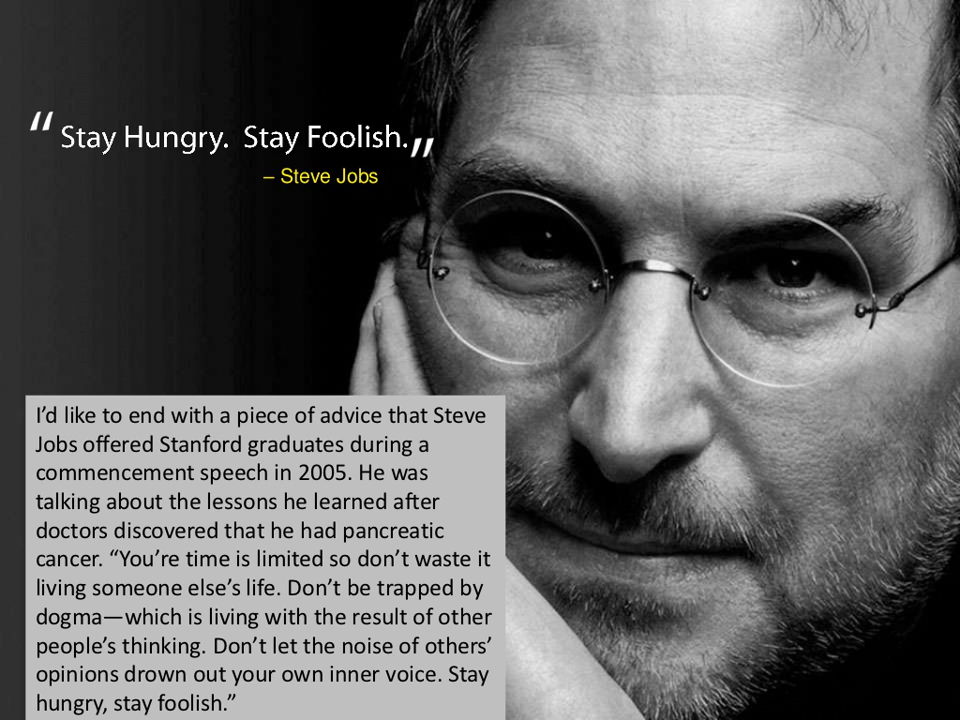 “Stay Hungry. Stay Foolish.”
– Steve Jobs
I’d like to end with a piece of advice that Steve
Jobs offered Stanford graduates during a
commencement speech in 2005. He was
talking about the lessons he learned after
doctors discovered that he had pancreatic
cancer. “You’re time is limited so don’t waste it
living someone else’s life. Don’t be trapped by
dogma—which is living with the result of other
people’s thinking. Don’t let the noise of others’
opinions drown out your own inner voice. Stay
hungry, stay foolish.”